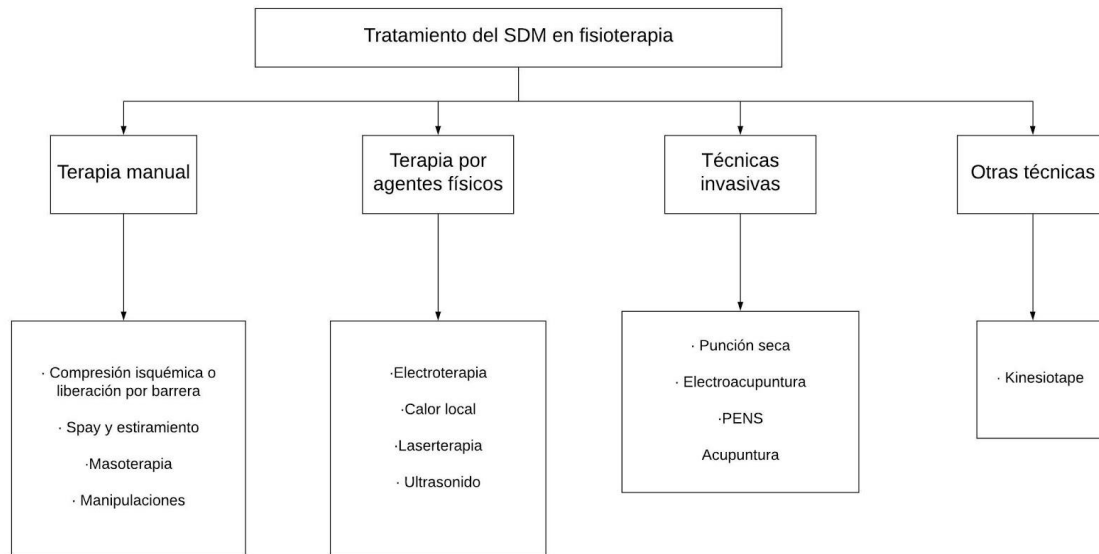 Tratamiento del SDM en fisioterapia
Terapia manual
Terapia por
agentes físicos
Técnicas
invasivas
Otras técnicas
· Compresión isquémica o
liberación por barrera
· Spay y estiramiento
·Masoterapia
· Manipulaciones
·Electroterapia
· Calor local
· Laserterapia
· Ultrasonido
· Punción seca
· Electroacupuntura
·PENS
Acupuntura
· Kinesiotape